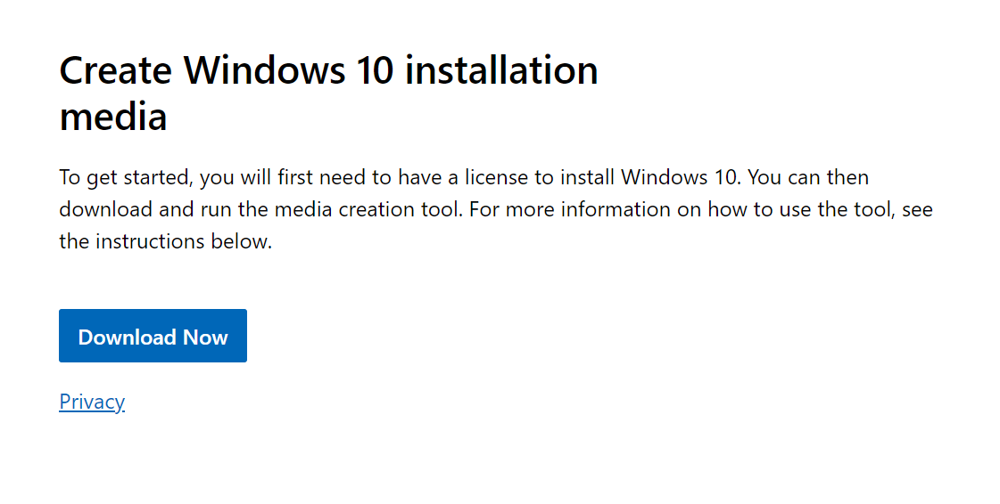 Create Windows 10 installation
media
To get started, you will first need to have a license to install Windows 10. You can then
download and run the media creation tool. For more information on how to use the tool, see
the instructions below.
Download Now
Privacy